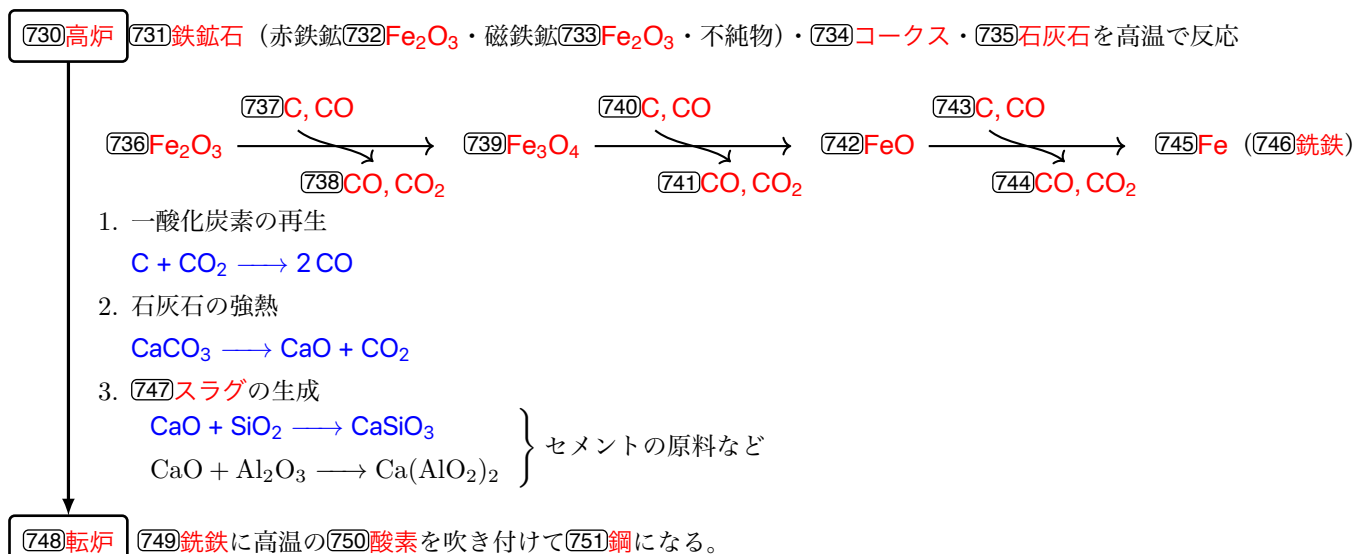 730高炉 731鉄鉱石（赤鉄鉱732Fe₂O₃・磁鉄鉱733Fe₂O₃・不純物）・734コークス・735石灰石を高温で反応
737C, CO 740C, CO 743C, CO
736Fe₂O₃ → 739Fe₃O₄ → 742FeO → 745Fe（746銑鉄）
738CO, CO₂ 741CO, CO₂ 744CO, CO₂
1. 一酸化炭素の再生
C + CO₂ → 2 CO
2. 石灰石の強熱
CaCO₃ → CaO + CO₂
3. 747スラグの生成
CaO + SiO₂ → CaSiO₃
CaO + Al₂O₃ → Ca(AlO₂)₂
セメントの原料など
748転炉 749銑鉄に高温の750酸素を吹き付けて751鋼になる。